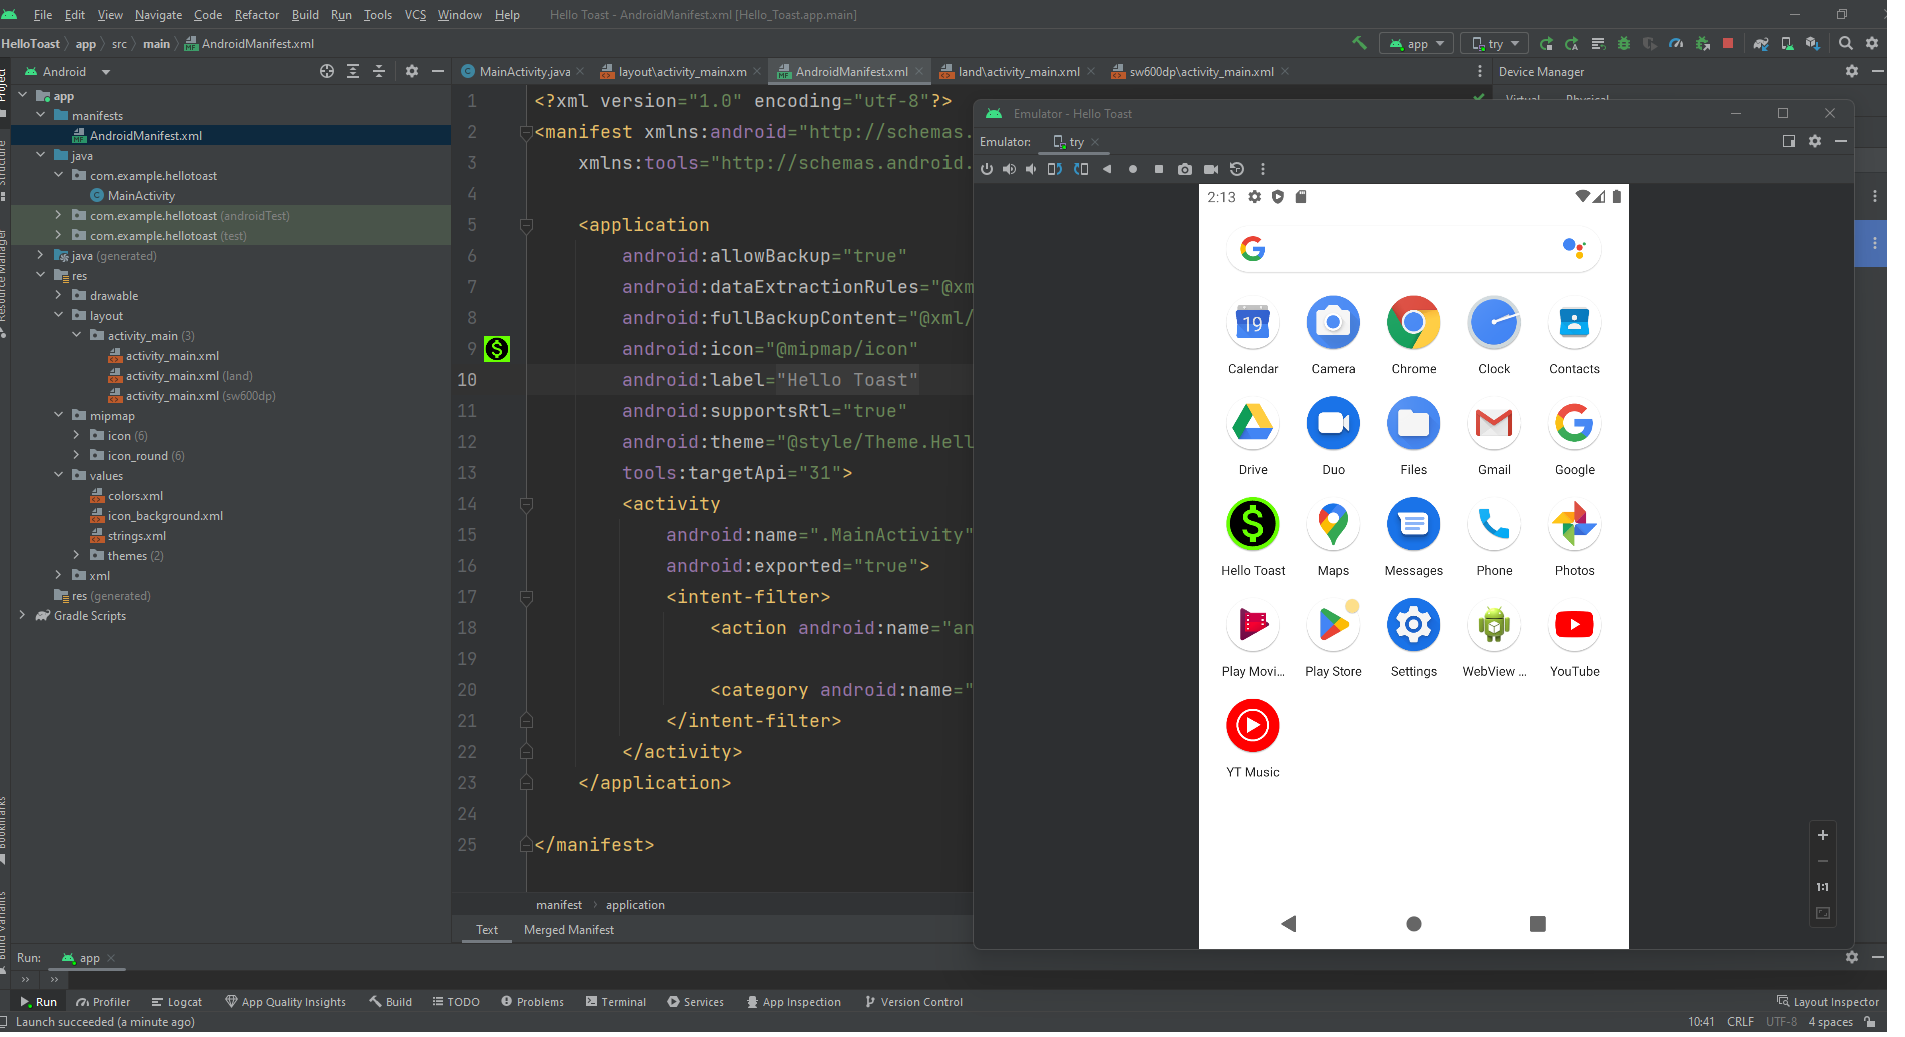 File Edit View Navigate Code Refactor Build Run Tools VCS Window Help Hello Toast - AndroidManifest.xml [Hello_Toast.app.main]
HelloToast app src main AndroidManifest.xml app try
Project
Android
MainActivity.java layout\activity_main.xm AndroidManifest.xml land\activity_main.xml sw600dp\activity_main.xml
Device Manager
Virtual Physical
app
manifests
AndroidManifest.xml
java
com.example.hellotoast
MainActivity
com.example.hellotoast (androidTest)
com.example.hellotoast (test)
java (generated)
res
drawable
layout
activity_main (3)
activity_main.xml
activity_main.xml (land)
activity_main.xml (sw600dp)
mipmap
icon (6)
icon_round (6)
values
colors.xml
icon_background.xml
strings.xml
themes (2)
xml
res (generated)
Gradle Scripts
Resource Manager
Bookmarks
Build Variants
1 <?xml version="1.0" encoding="utf-8"?>
2 <manifest xmlns:android="http://schemas.
3 xmlns:tools="http://schemas.android.
4
5 <application
6 android:allowBackup="true"
7 android:dataExtractionRules="@xm
8 android:fullBackupContent="@xml/
9 android:icon="@mipmap/icon"
10 android:label="Hello Toast"
11 android:supportsRtl="true"
12 android:theme="@style/Theme.Hell
13 tools:targetApi="31">
14 <activity
15 android:name=".MainActivity"
16 android:exported="true">
17 <intent-filter>
18 <action android:name="an
19
20 <category android:name="
21 </intent-filter>
22 </activity>
23 </application>
24
25 </manifest>
manifest application
Text Merged Manifest
Emulator - Hello Toast
Emulator: try
2:13
19
Calendar Camera Chrome Clock Contacts
Drive Duo Files Gmail Google
Hello Toast Maps Messages Phone Photos
Play Movi... Play Store Settings WebView ... YouTube
YT Music
1:1
Run: app
Run Profiler Logcat App Quality Insights Build TODO Problems Terminal Services App Inspection Version Control Layout Inspector
Launch succeeded (a minute ago) 10:41 CRLF UTF-8 4 spaces